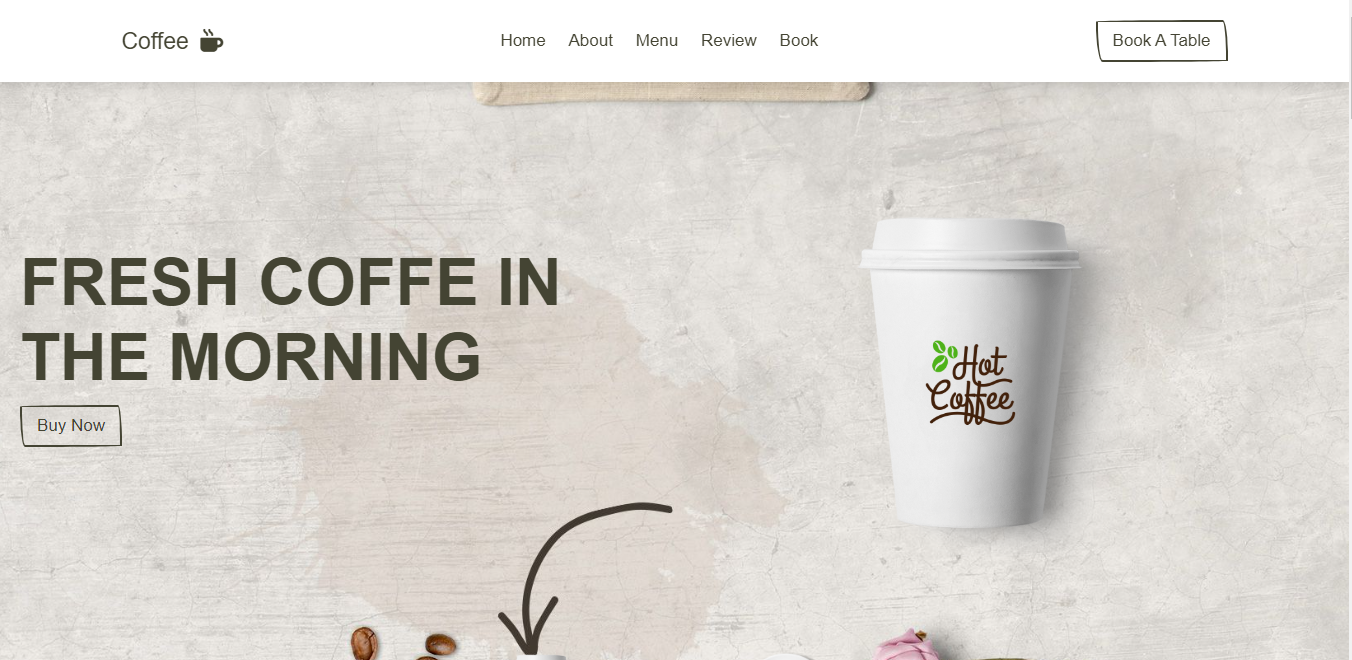 Coffee
Home About Menu Review Book
Book A Table
FRESH COFFE IN
THE MORNING
Buy Now
Hot
Coffee